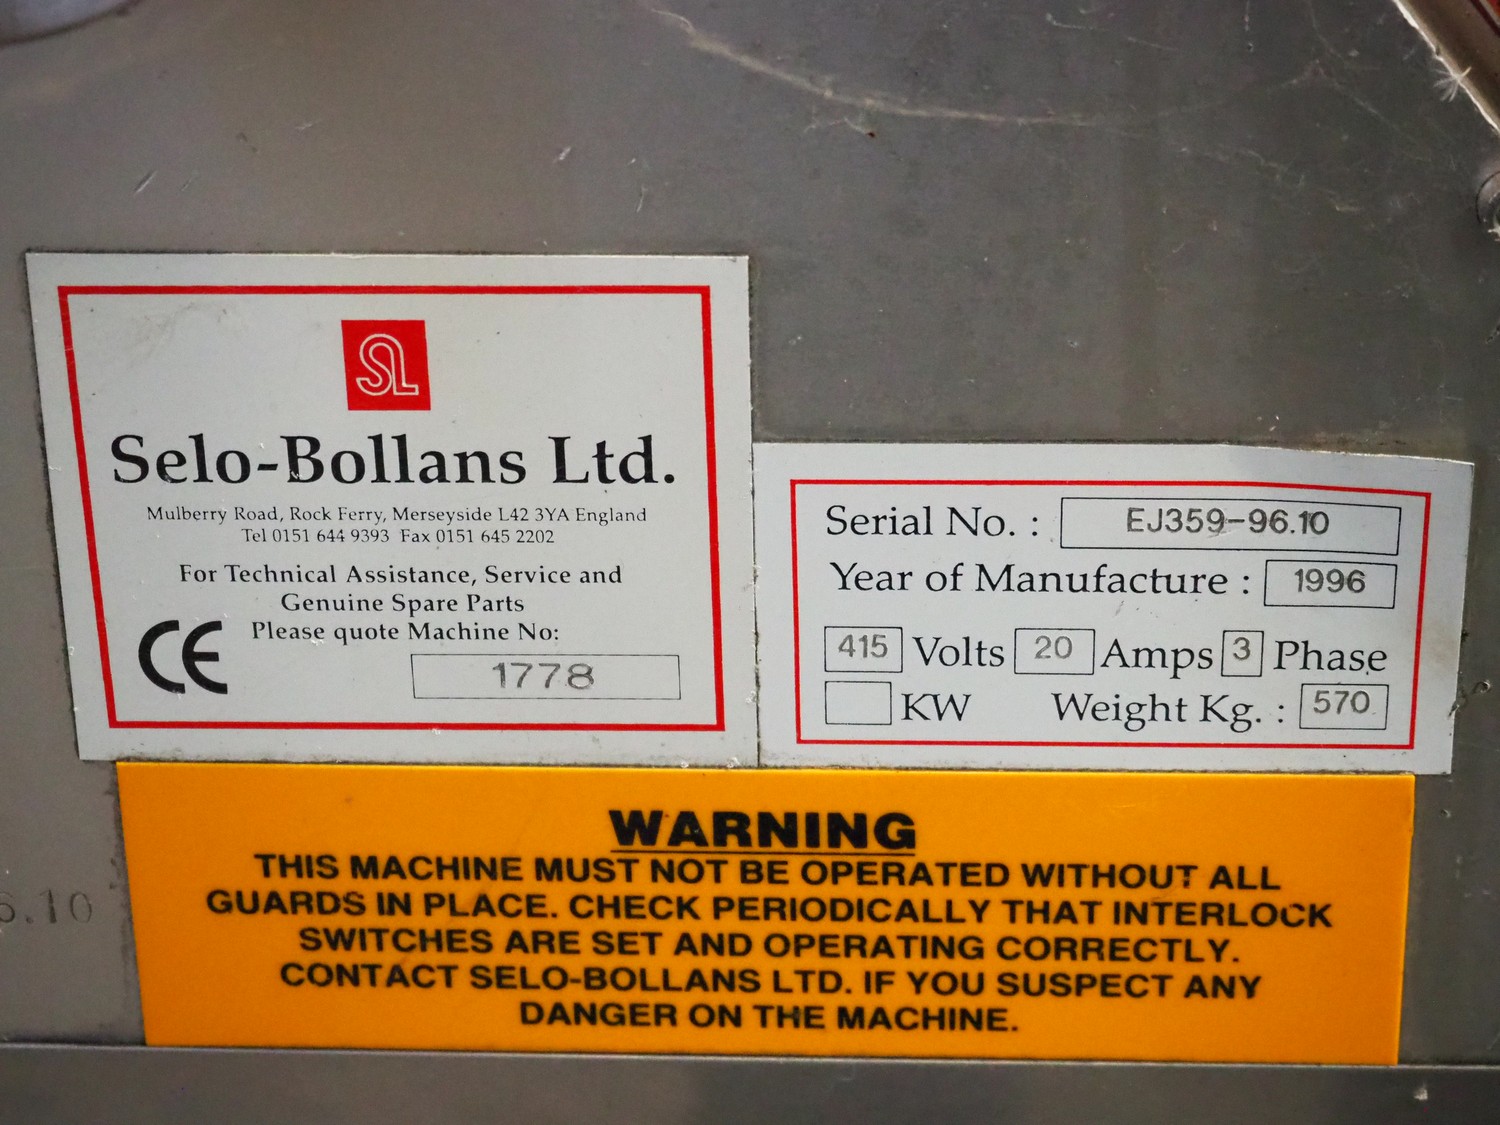 SL
Selo-Bollans Ltd.
Mulberry Road, Rock Ferry, Merseyside L42 3YA England
Tel 0151 644 9393 Fax 0151 645 2202
For Technical Assistance, Service and
Genuine Spare Parts
Please quote Machine No:
CE
1778
Serial No. : EJ359-96.10
Year of Manufacture : 1996
415 Volts 20 Amps 3 Phase
KW Weight Kg. : 570
WARNING
THIS MACHINE MUST NOT BE OPERATED WITHOUT ALL
GUARDS IN PLACE. CHECK PERIODICALLY THAT INTERLOCK
SWITCHES ARE SET AND OPERATING CORRECTLY.
CONTACT SELO-BOLLANS LTD. IF YOU SUSPECT ANY
DANGER ON THE MACHINE.
6.10